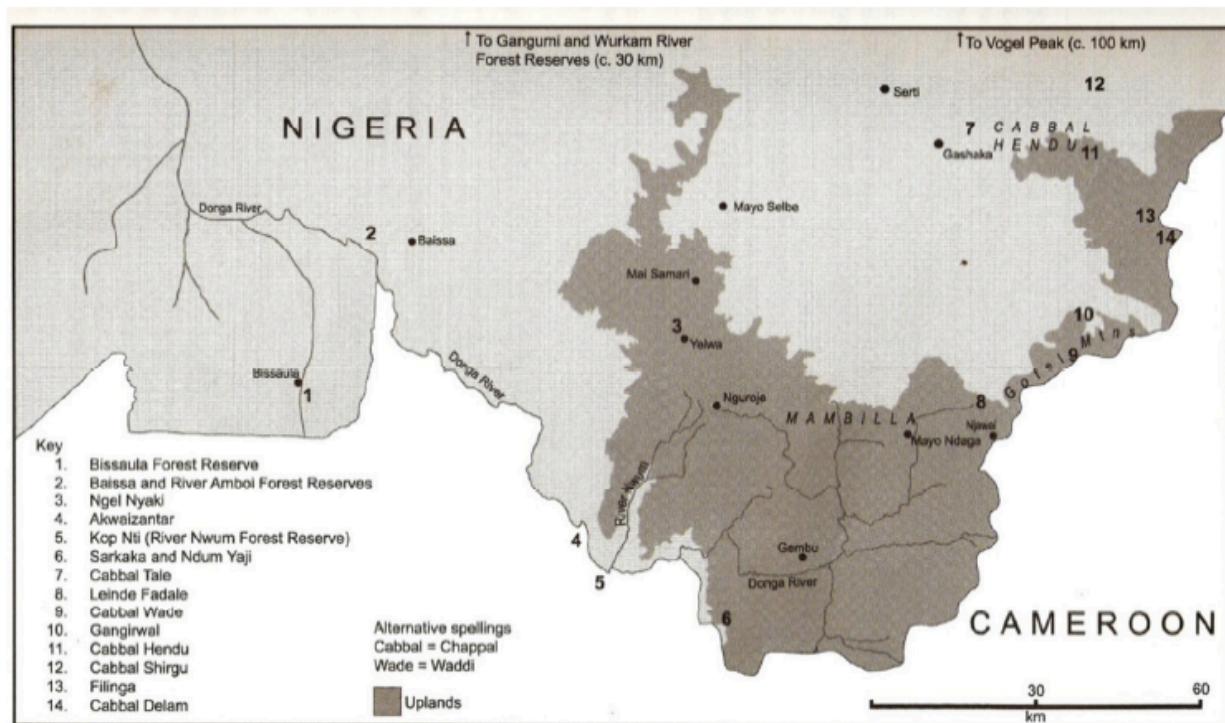 ↑ To Gangumi and Wurkam River
Forest Reserves (c. 30 km)
↑ To Vogel Peak (c. 100 km)
12
Serti
NIGERIA
7 CABBAL
HENDU
11
Gashaka
Donga River
2
Baissa
Mayo Selbe
13
14
Mai Samari
3
Yelwa
10
Gotel Mtns
9
Donga River
Bissaula
1
Nguroje
MAMBILLA
8
Njawai
Mayo Ndaga
River Nwum
4
5
Gembu
Donga River
6
CAMEROON
Key
1. Bissaula Forest Reserve
2. Baissa and River Amboi Forest Reserves
3. Ngel Nyaki
4. Akwaizantar
5. Kop Nti (River Nwum Forest Reserve)
6. Sarkaka and Ndum Yaji
7. Cabbal Tale
8. Leinde Fadale
9. Cabbal Wade
10. Gangirwal
11. Cabbal Hendu
12. Cabbal Shirgu
13. Filinga
14. Cabbal Delam
Alternative spellings
Cabbal = Chappal
Wade = Waddi
Uplands
30
60
km